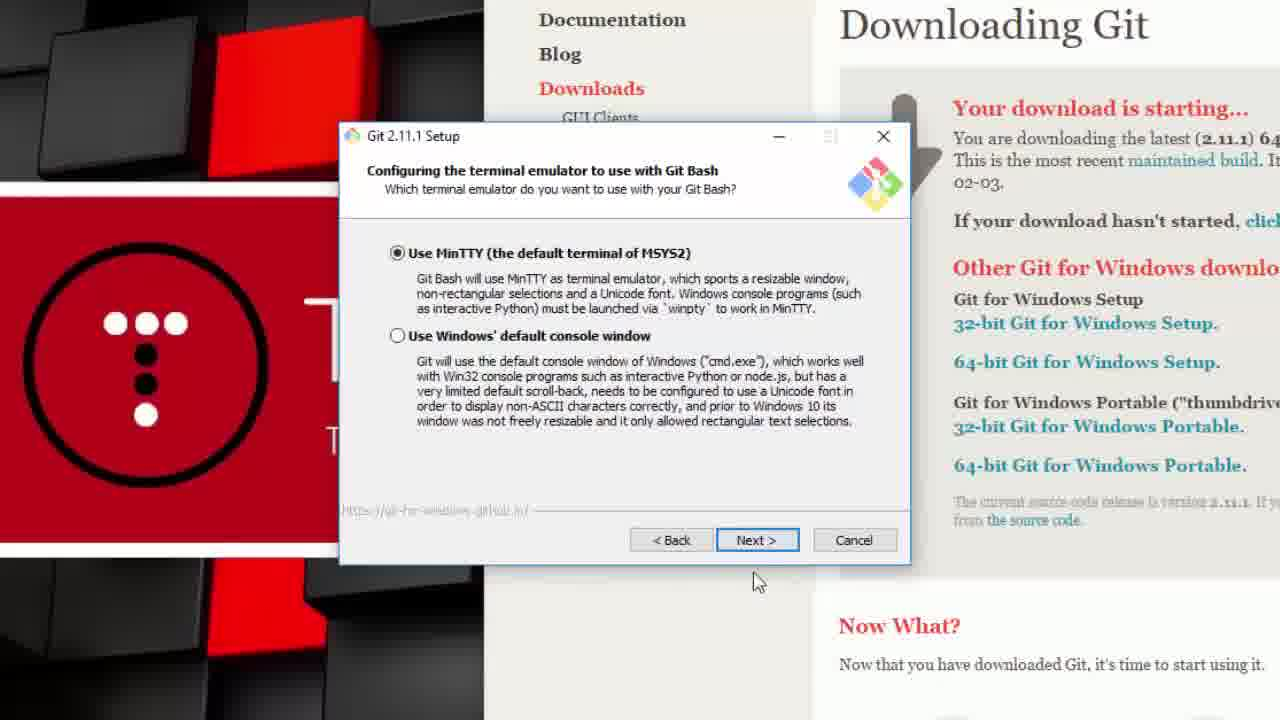 Documentation
Blog
Downloads
GUI Clients
Downloading Git
Your download is starting...
You are downloading the latest (2.11.1) 64
This is the most recent maintained build. It
02-03.
If your download hasn't started, click
Other Git for Windows downlo
Git for Windows Setup
32-bit Git for Windows Setup.
64-bit Git for Windows Setup.
Git for Windows Portable ("thumbdrive
32-bit Git for Windows Portable.
64-bit Git for Windows Portable.
The current source code release is version 2.11.1. If you
from the source code.
Now What?
Now that you have downloaded Git, it's time to start using it.
Git 2.11.1 Setup
Configuring the terminal emulator to use with Git Bash
Which terminal emulator do you want to use with your Git Bash?
Use MinTTY (the default terminal of MSYS2)
Git Bash will use MinTTY as terminal emulator, which sports a resizable window,
non-rectangular selections and a Unicode font. Windows console programs (such
as interactive Python) must be launched via `winpty` to work in MinTTY.
Use Windows' default console window
Git will use the default console window of Windows ("cmd.exe"), which works well
with Win32 console programs such as interactive Python or node.js, but has a
very limited default scroll-back, needs to be configured to use a Unicode font in
order to display non-ASCII characters correctly, and prior to Windows 10 its
window was not freely resizable and it only allowed rectangular text selections.
https://git-for-windows.github.io/
< Back
Next >
Cancel
T
T